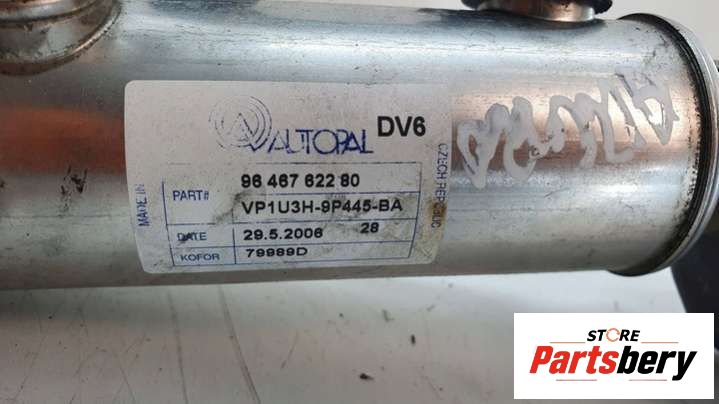 AUTOPAL DV6
MADE IN
CZECH REPUBLIC
PART# 96 467 622 80
VP1U3H-9P445-BA
DATE 29.5.2006 28
KOFOR 79989D
STORE
Partsbery